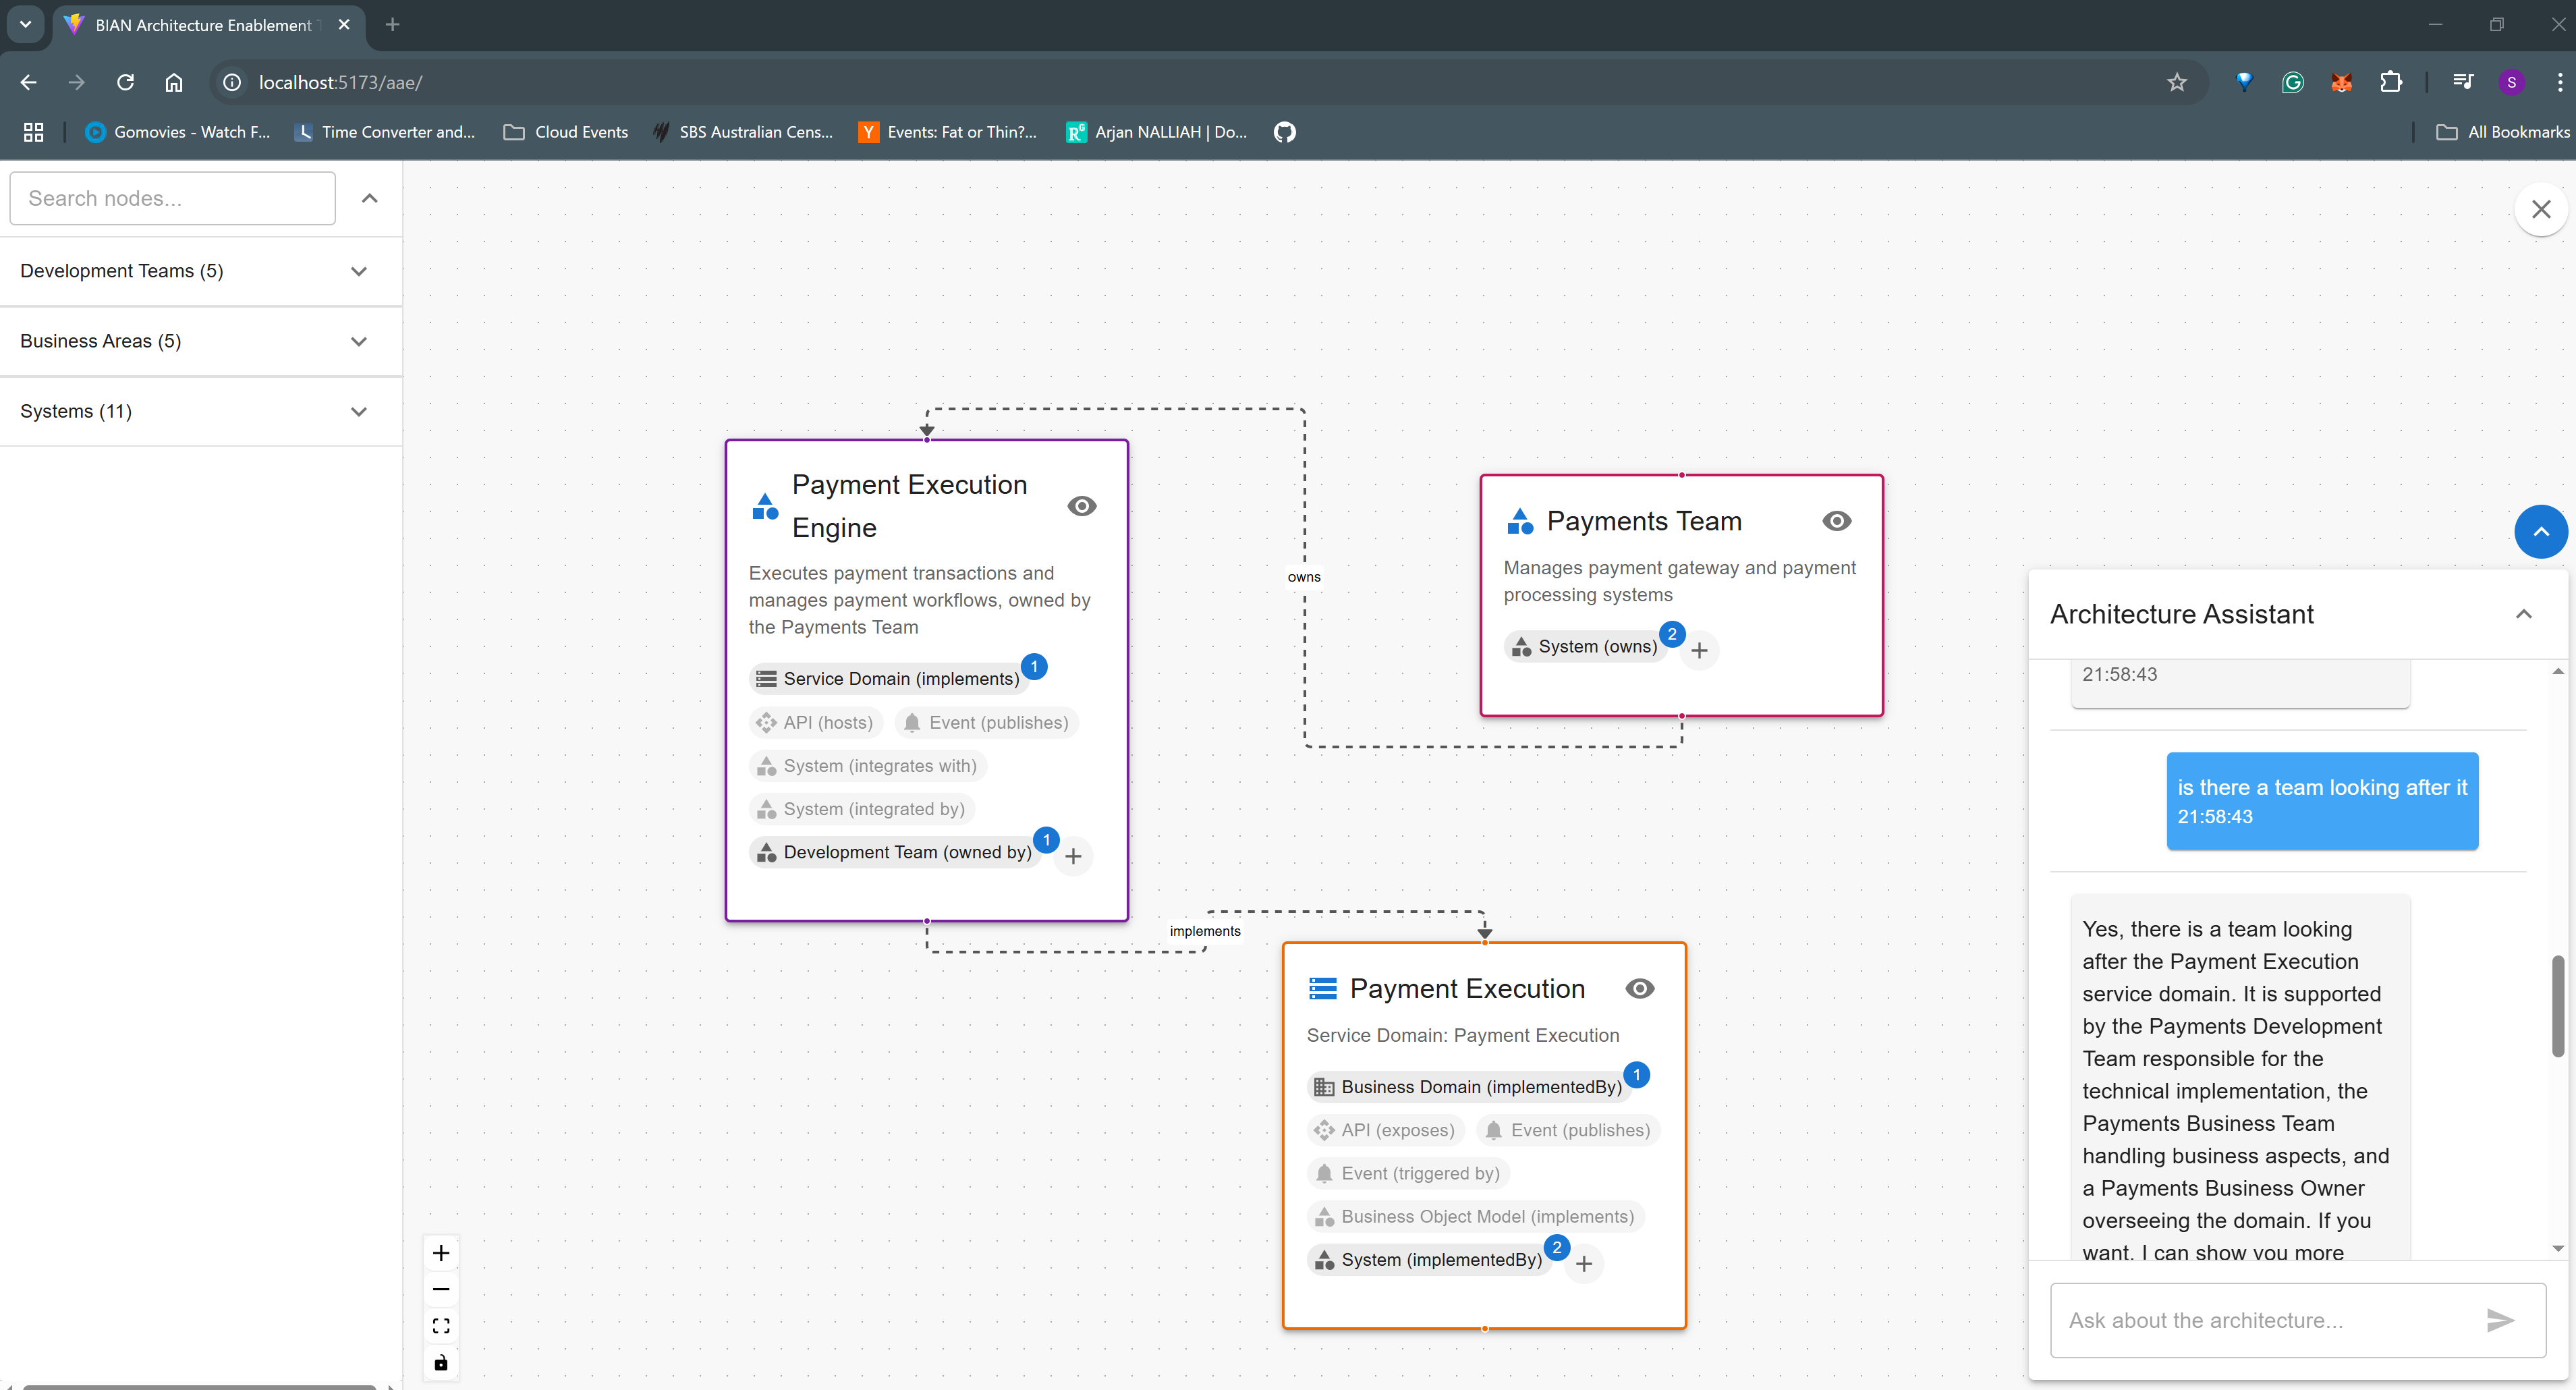 BIAN Architecture Enablement
localhost:5173/aae/
S
Gomovies - Watch F...
Time Converter and...
Cloud Events
SBS Australian Cens...
Events: Fat or Thin?...
Arjan NALLIAH | Do...
All Bookmarks
Search nodes...
Development Teams (5)
Business Areas (5)
Systems (11)
Payment Execution
Engine
Executes payment transactions and
manages payment workflows, owned by
the Payments Team
Service Domain (implements)
1
API (hosts)
Event (publishes)
System (integrates with)
System (integrated by)
Development Team (owned by)
1
owns
Payments Team
Manages payment gateway and payment
processing systems
System (owns)
2
implements
Payment Execution
Service Domain: Payment Execution
Business Domain (implementedBy)
1
API (exposes)
Event (publishes)
Event (triggered by)
Business Object Model (implements)
System (implementedBy)
2
Architecture Assistant
21:58:43
is there a team looking after it
21:58:43
Yes, there is a team looking
after the Payment Execution
service domain. It is supported
by the Payments Development
Team responsible for the
technical implementation, the
Payments Business Team
handling business aspects, and
a Payments Business Owner
overseeing the domain. If you
want, I can show you more
Ask about the architecture...